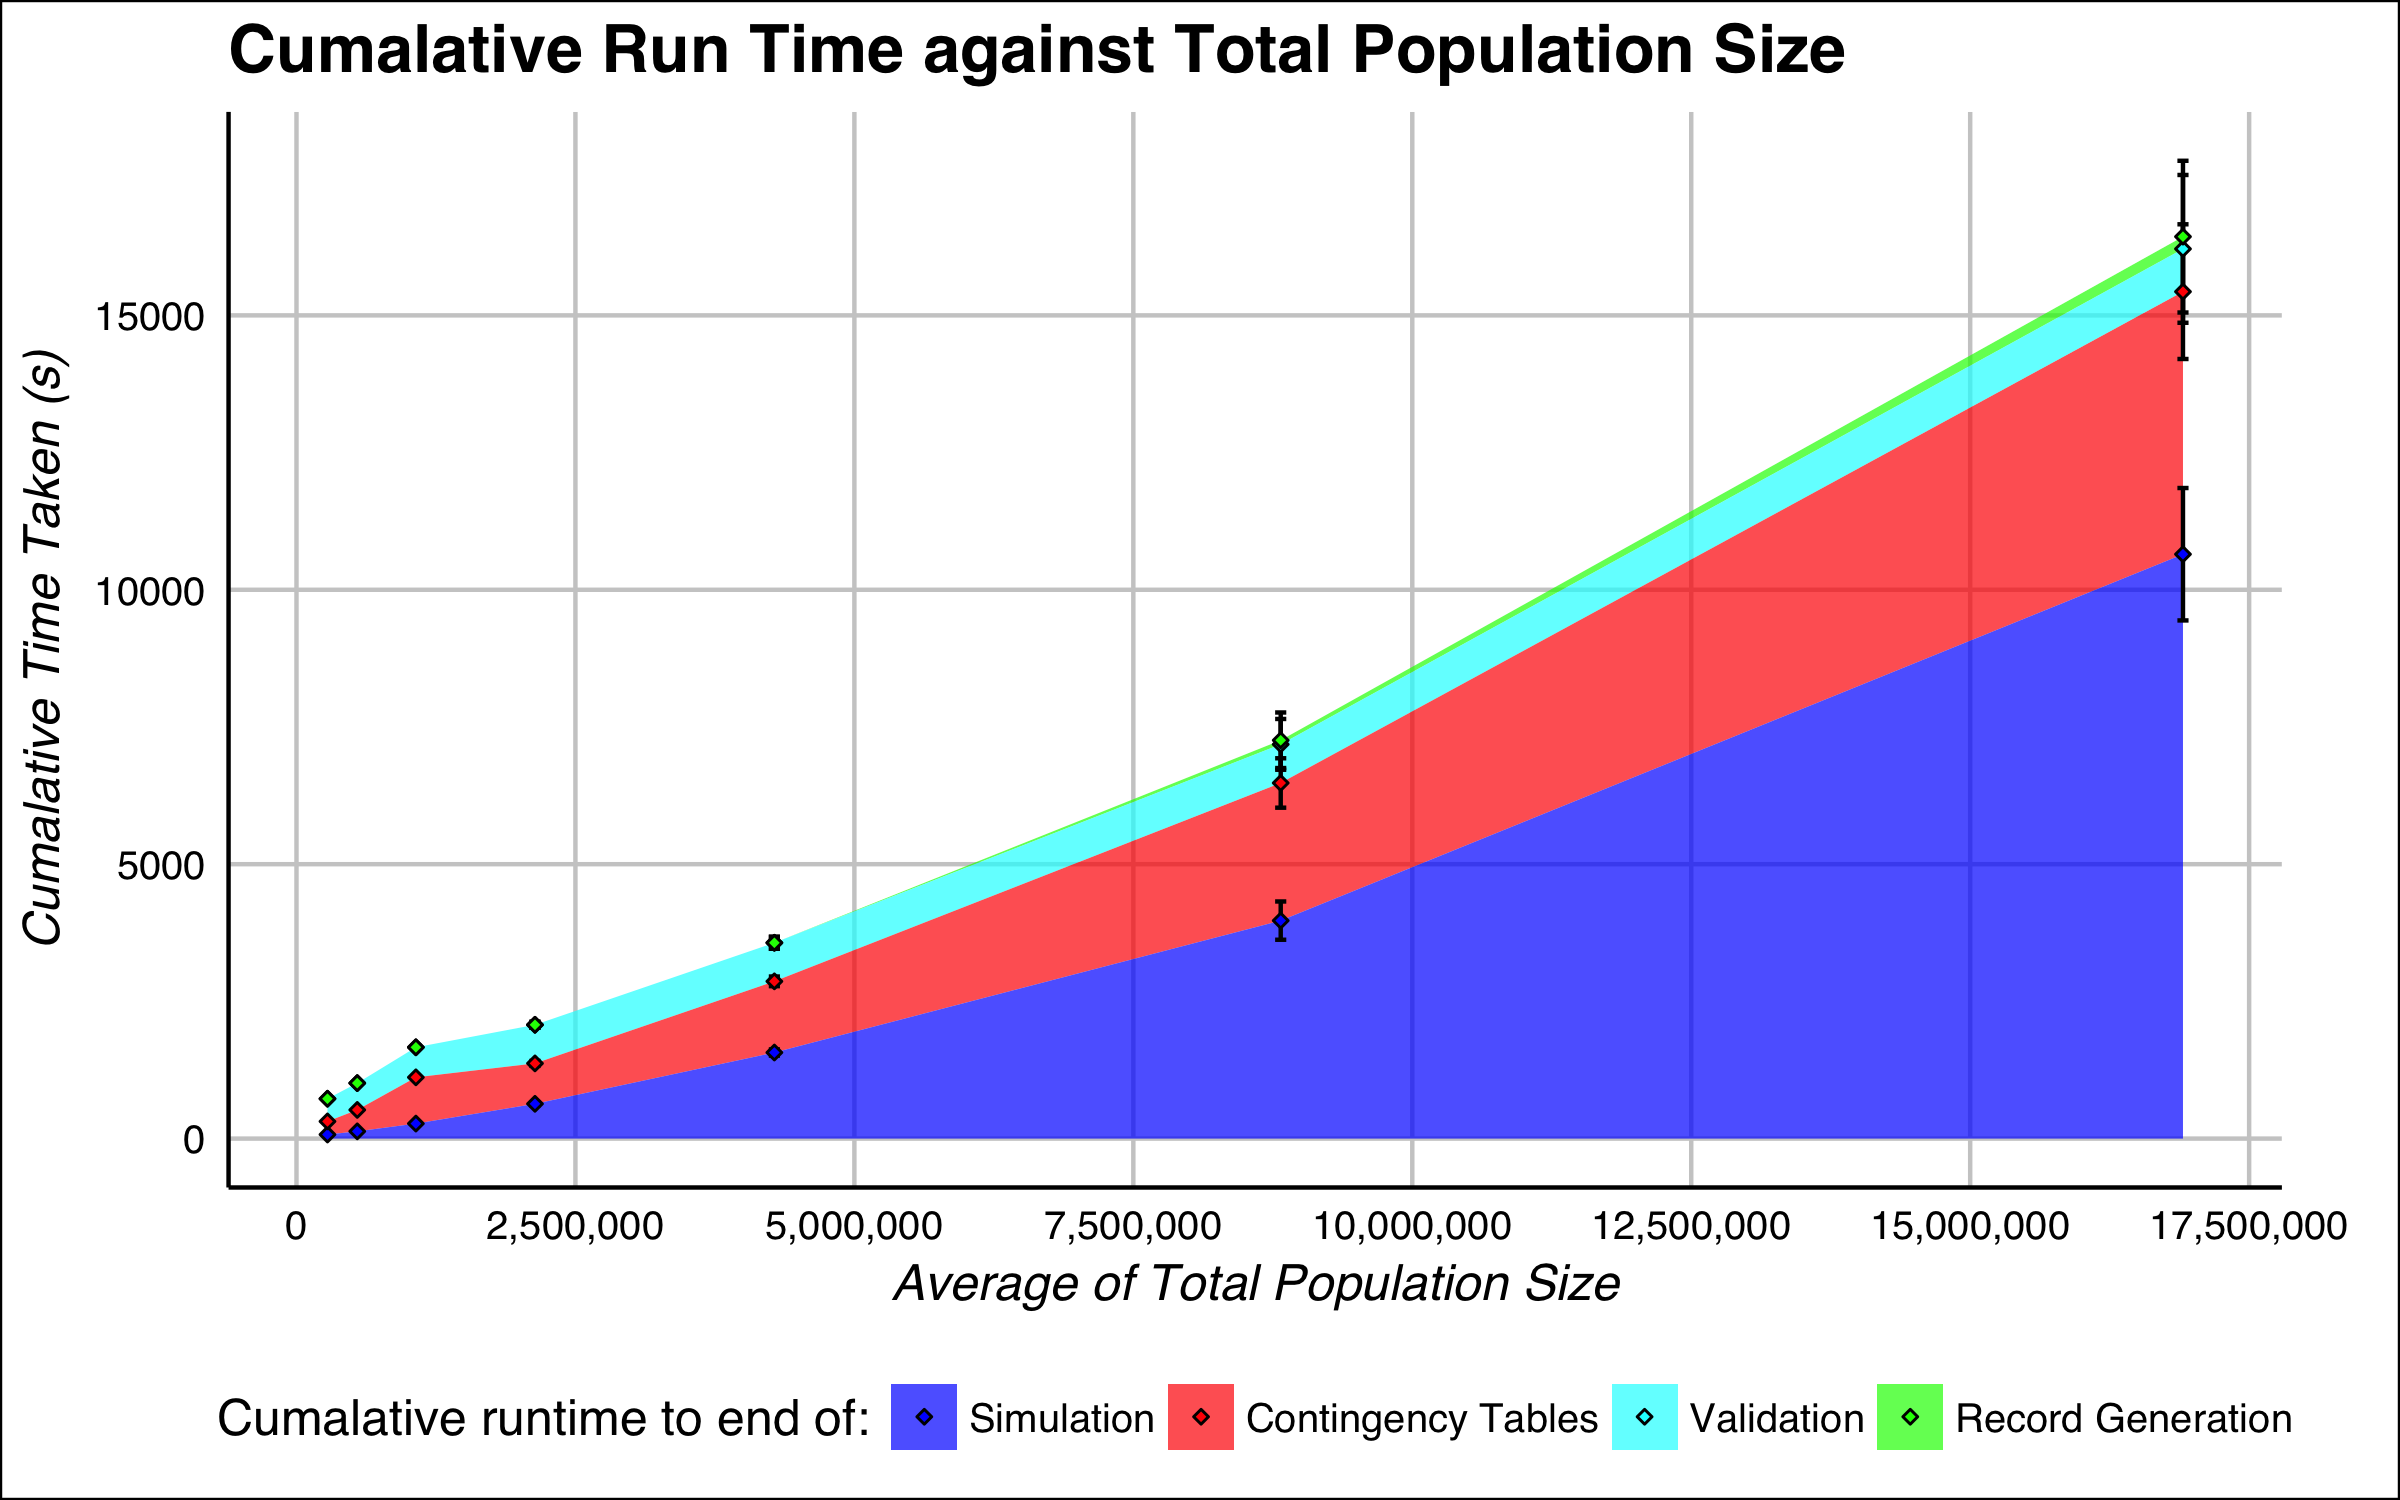 Cumalative Run Time against Total Population Size
Cumalative Time Taken (s)
15000
10000
5000
0
0 2,500,000 5,000,000 7,500,000 10,000,000 12,500,000 15,000,000 17,500,000
Average of Total Population Size
Cumalative runtime to end of: Simulation Contingency Tables Validation Record Generation